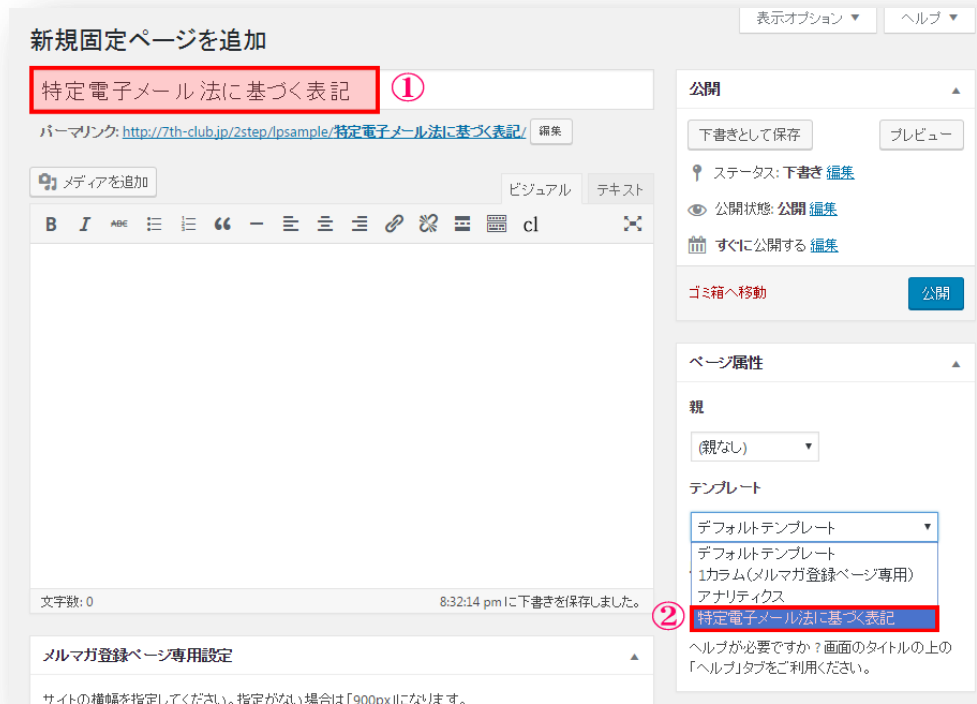 表示オプション ▼
ヘルプ ▼
新規固定ページを追加
特定電子メール法に基づく表記
①
パーマリンク: http://7th-club.jp/2step/lpsample/特定電子メール法に基づく表記/ 編集
メディアを追加
ビジュアル
テキスト
B I ABC “ — cl
文字数: 0
8:32:14 pm に下書きを保存しました。
メルマガ登録ページ専用設定 ▲
サイトの横幅を指定してください。指定がない場合は「900px」になります。
公開 ▲
下書きとして保存
プレビュー
ステータス: 下書き 編集
公開状態: 公開 編集
すぐに公開する 編集
ゴミ箱へ移動
公開
ページ属性 ▲
親
(親なし) ▼
テンプレート
デフォルトテンプレート ▼
デフォルトテンプレート
1カラム(メルマガ登録ページ専用)
アナリティクス
② 特定電子メール法に基づく表記
ヘルプが必要ですか ? 画面のタイトルの上の
「ヘルプ」タブをご利用ください。